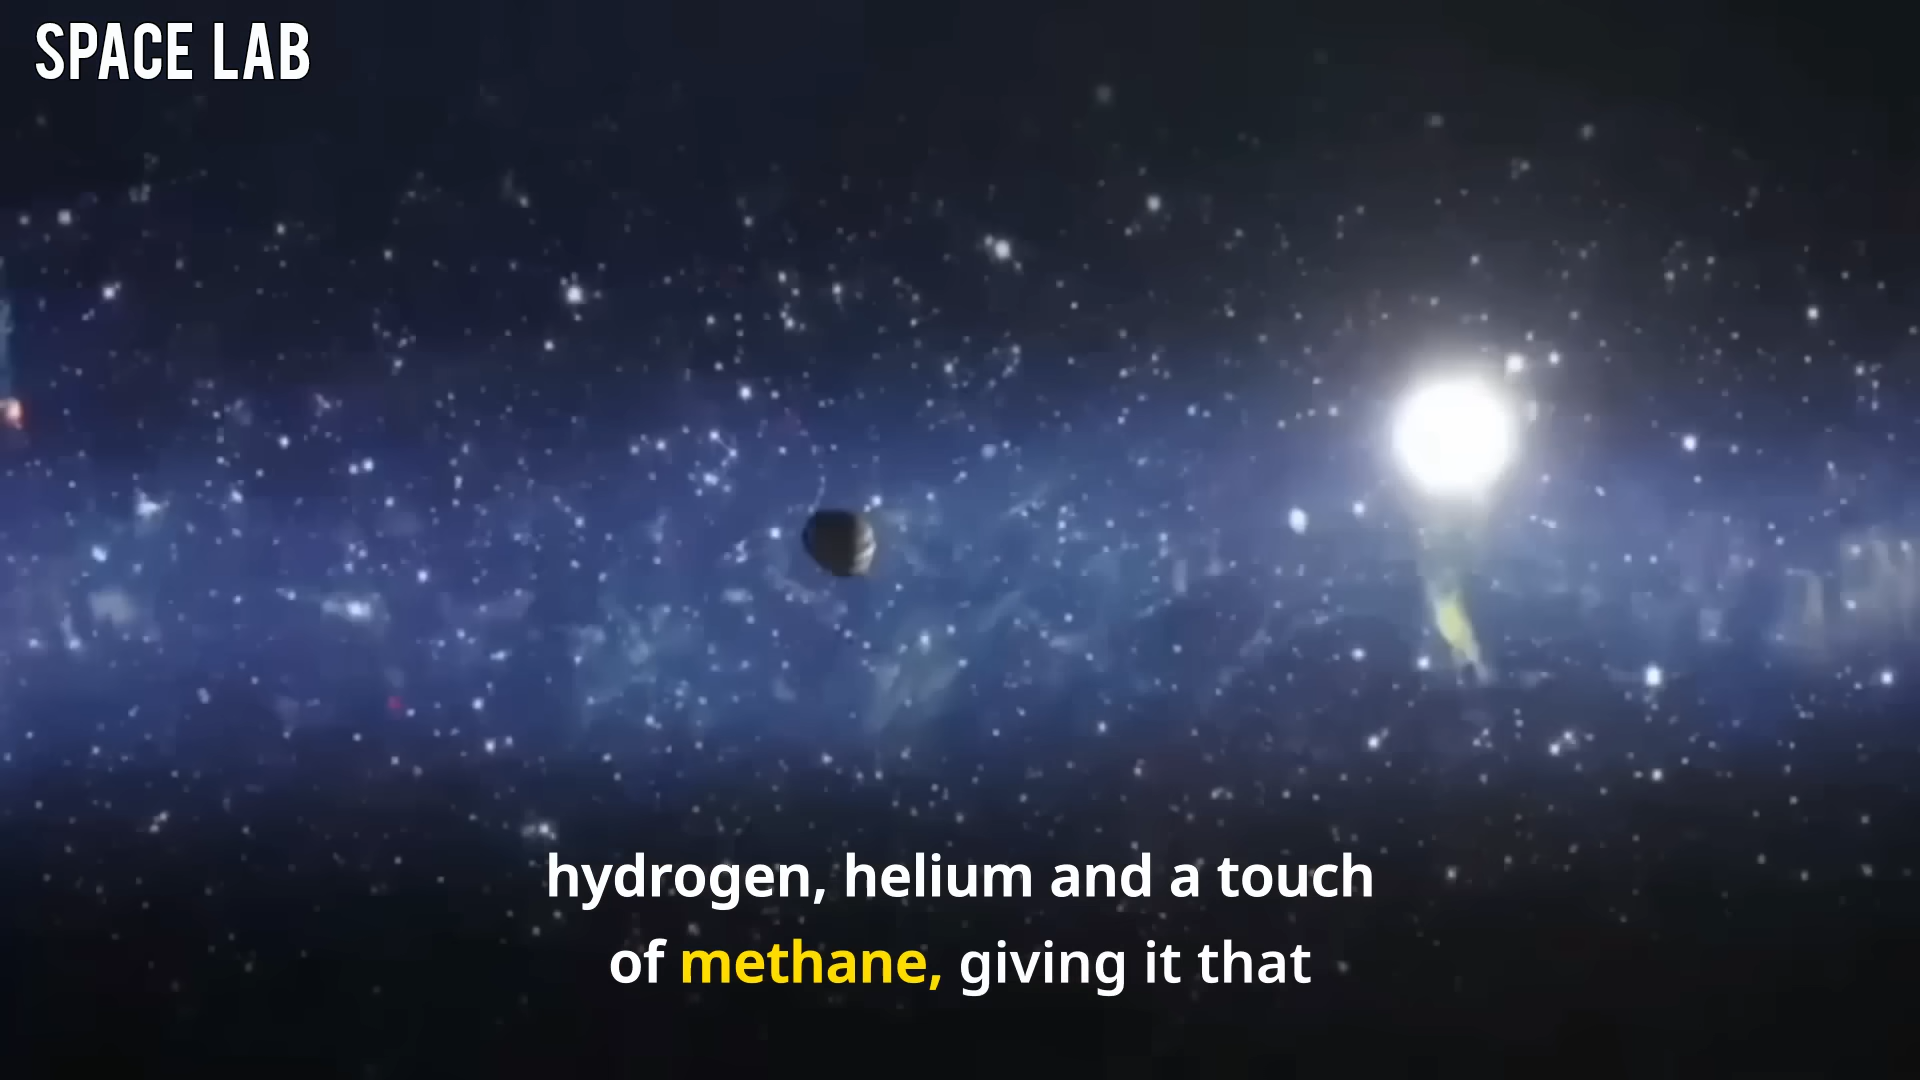 SPACE LAB
hydrogen, helium and a touch
of methane, giving it that